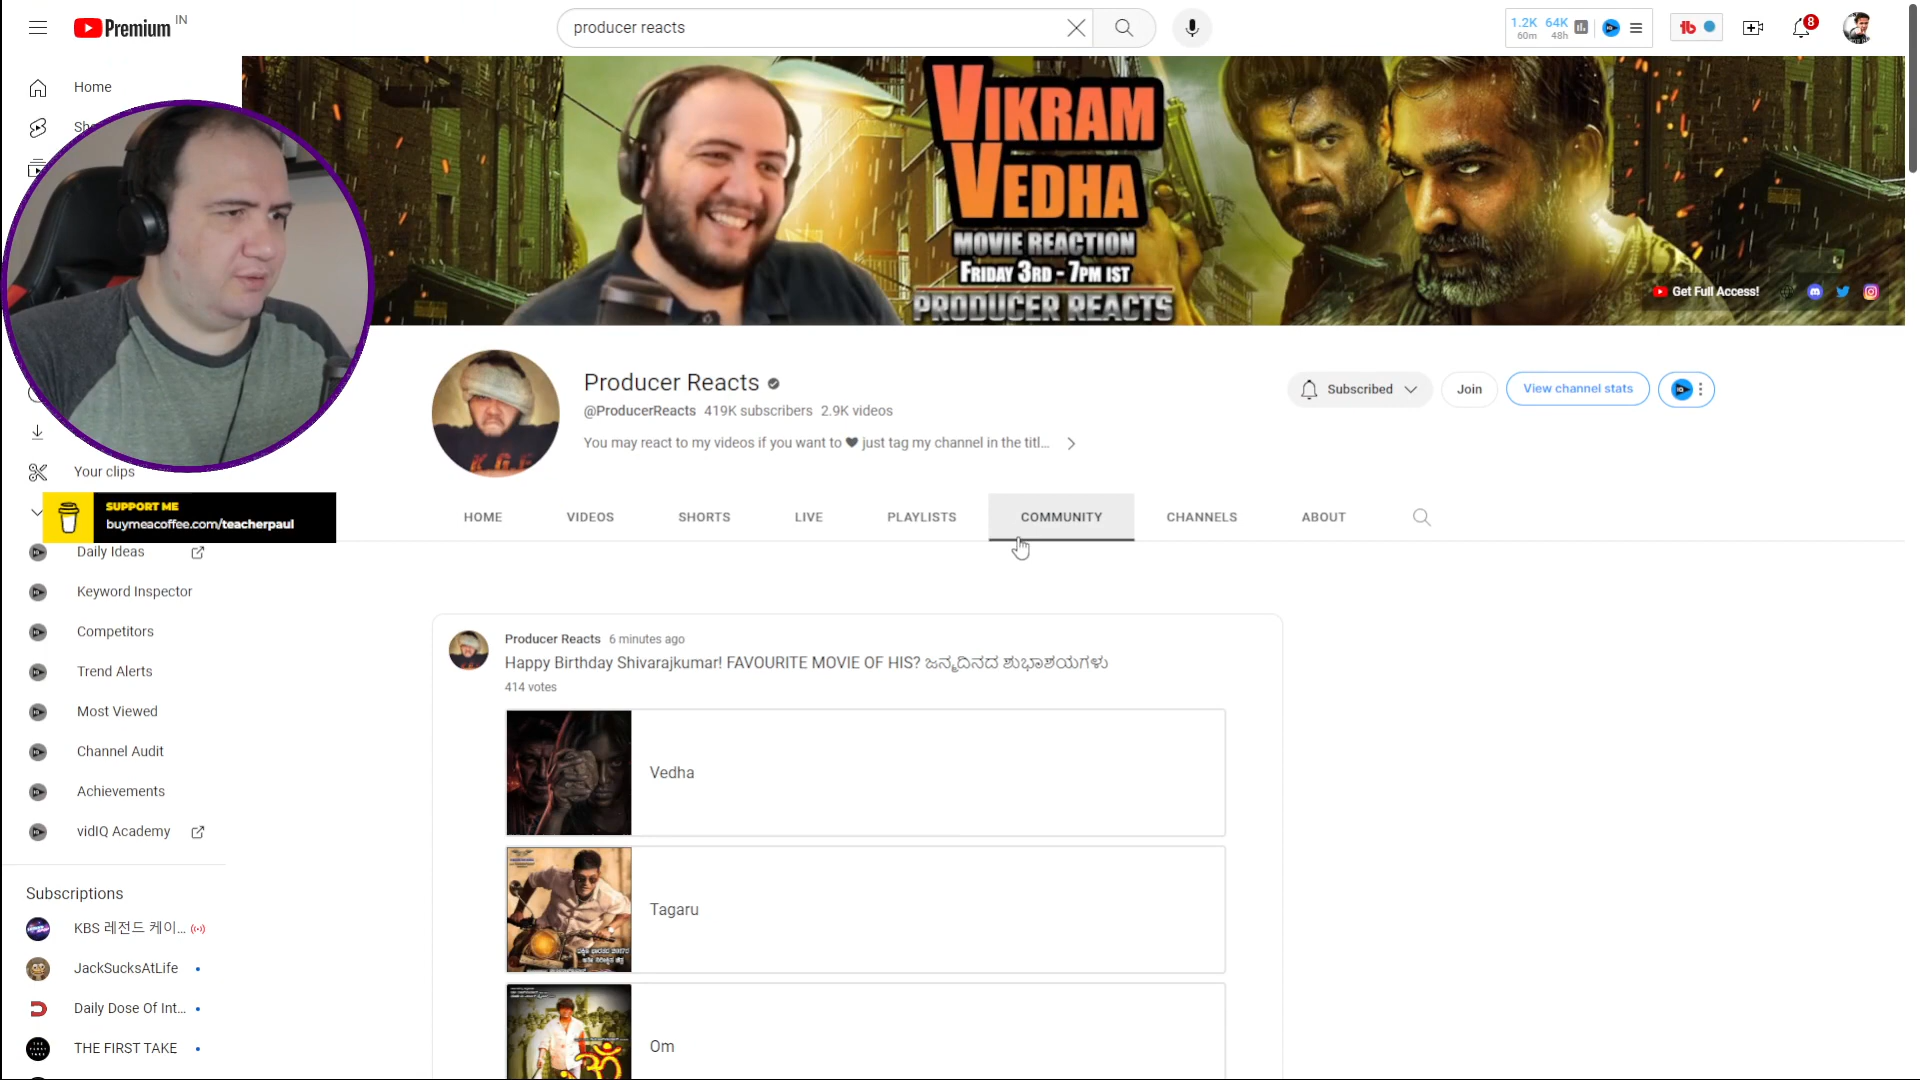 Premium IN
producer reacts
1.2K 64K
60m 48h
8
Home
VIKRAM
VEDHA
MOVIE REACTION
FRIDAY 3RD - 7PM IST
PRODUCER REACTS
Get Full Access!
Producer Reacts
@ProducerReacts 419K subscribers 2.9K videos
You may react to my videos if you want to ❤ just tag my channel in the titl...
Subscribed
Join
View channel stats
K.G.F
Your clips
SUPPORT ME
buymeacoffee.com/teacherpaul
HOME VIDEOS SHORTS LIVE PLAYLISTS COMMUNITY CHANNELS ABOUT
Daily Ideas
Keyword Inspector
Competitors
Trend Alerts
Most Viewed
Channel Audit
Achievements
vidIQ Academy
Subscriptions
KBS 레전드 케이...
JackSucksAtLife
Daily Dose Of Int...
THE FIRST TAKE
Producer Reacts 6 minutes ago
Happy Birthday Shivarajkumar! FAVOURITE MOVIE OF HIS? ಜನ್ಮದಿನದ ಶುಭಾಶಯಗಳು
414 votes
Vedha
Tagaru
Om